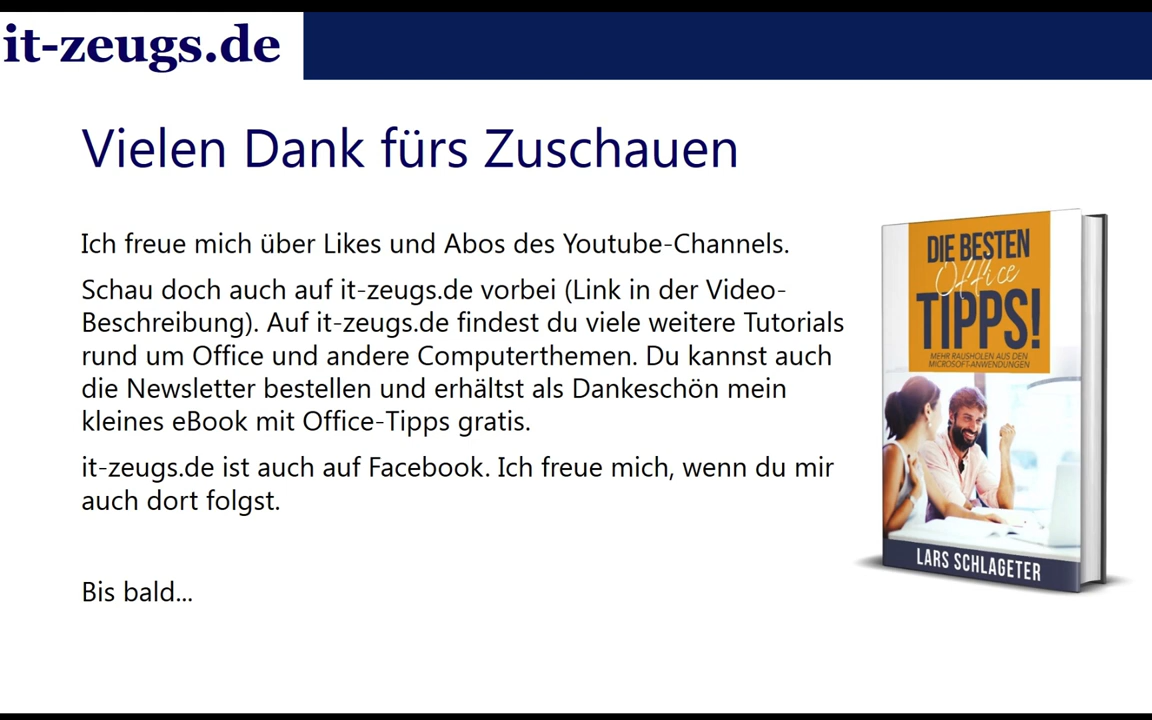 it-zeugs.de
Vielen Dank fürs Zuschauen
Ich freue mich über Likes und Abos des Youtube-Channels.
Schau doch auch auf it-zeugs.de vorbei (Link in der Video-
Beschreibung). Auf it-zeugs.de findest du viele weitere Tutorials
rund um Office und andere Computerthemen. Du kannst auch
die Newsletter bestellen und erhältst als Dankeschön mein
kleines eBook mit Office-Tipps gratis.
it-zeugs.de ist auch auf Facebook. Ich freue mich, wenn du mir
auch dort folgst.
Bis bald...
DIE BESTEN
Office
TIPPS!
MEHR RAUSHOLEN AUS DEN
MICROSOFT-ANWENDUNGEN
LARS SCHLAGETER